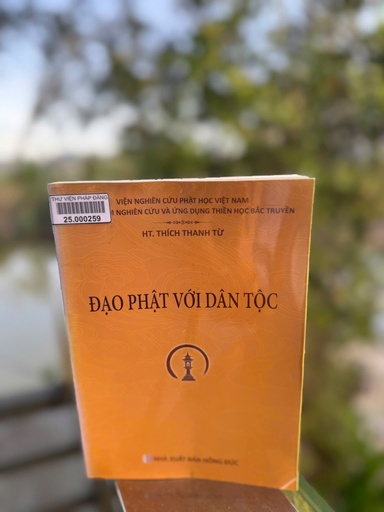 THƯ VIỆN PHÁP ĐĂNG
25.000259
VIỆN NGHIÊN CỨU PHẬT HỌC VIỆT NAM
M NGHIÊN CỨU VÀ ỨNG DỤNG THIỀN HỌC BẮC TRUYỀN
HT. THÍCH THANH TỪ
ĐẠO PHẬT VỚI DÂN TỘC
NHÀ XUẤT BẢN HỒNG ĐỨC